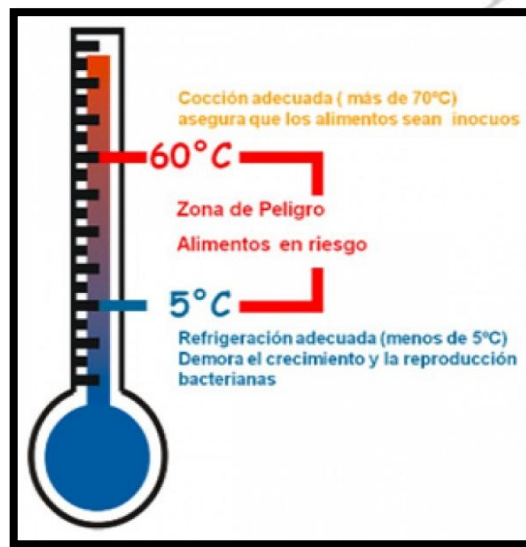 Cocción adecuada ( más de 70ºC)
asegura que los alimentos sean inocuos
60°C
Zona de Peligro
Alimentos en riesgo
5°C
Refrigeración adecuada (menos de 5ºC)
Demora el crecimiento y la reproducción
bacterianas